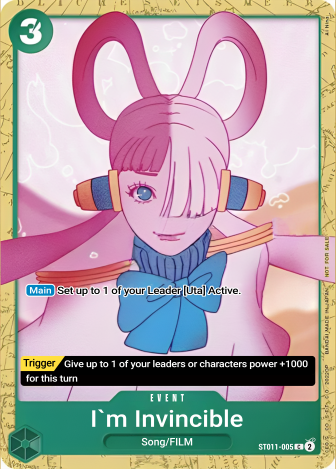 3
Main Set up to 1 of your Leader [Uta] Active.
Trigger Give up to 1 of your leaders or characters power +1000
for this turn
EVENT
I`m Invincible
Song/FILM
ST011-005 C 2
NOT FOR SALE